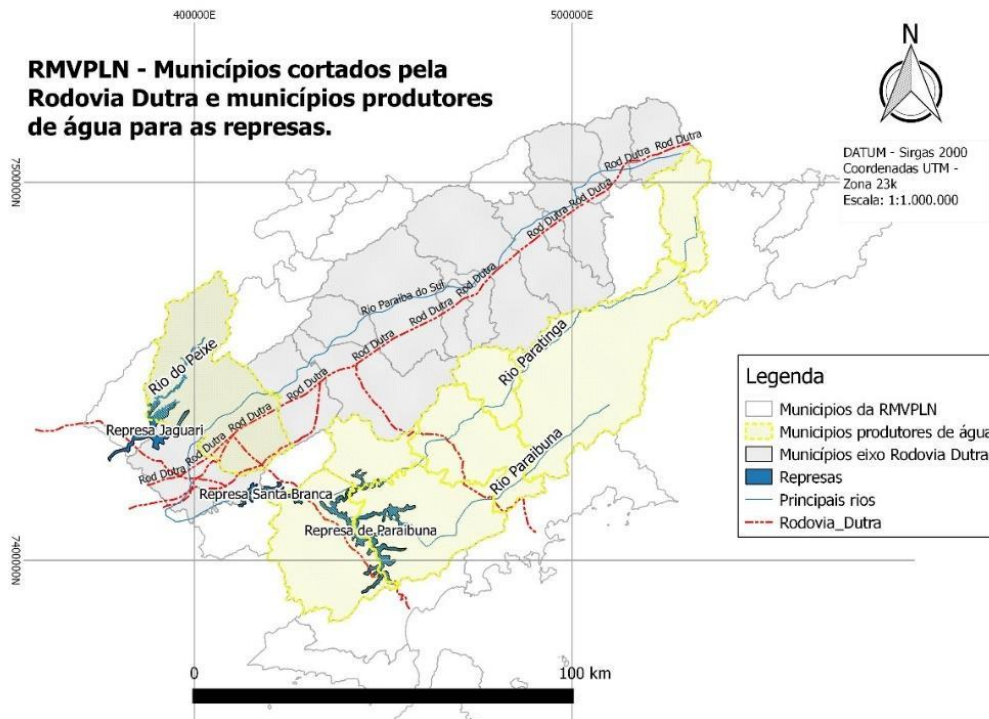 400000E
500000E
RMVPLN - Municípios cortados pela
Rodovia Dutra e municípios produtores
de água para as represas.
N
DATUM - Sirgas 2000
Coordenadas UTM -
Zona 23k
Escala: 1:1.000.000
7500000N
Rod Dutra
Rod Dutra
Rod Dutra
Rod Dutra
Rod Dutra
Rod Dutra
Rio Paraiba do Sul
Rod Dutra
Rod Dutra
Rod Dutra
Rio Paratinga
Rio do Peixe
Rod Dutra
Rod Dutra
Represa Jaguari
Rod Dutra
Rod Dutra
Represa Santa Branca
Rio Paraibuna
Represa de Paraibuna
Legenda
Municipios da RMVPLN
Municipios produtores de água
Municípios eixo Rodovia Dutra
Represas
Principais rios
Rodovia_Dutra
7400000N
0
100 km